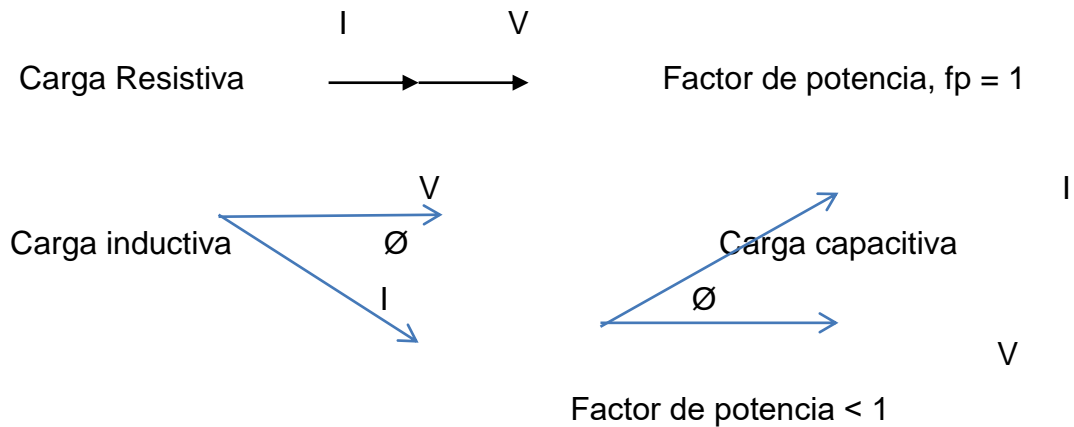 I V
Carga Resistiva Factor de potencia, fp = 1
V I
Carga inductiva Ø Carga capacitiva
I Ø
V
Factor de potencia < 1